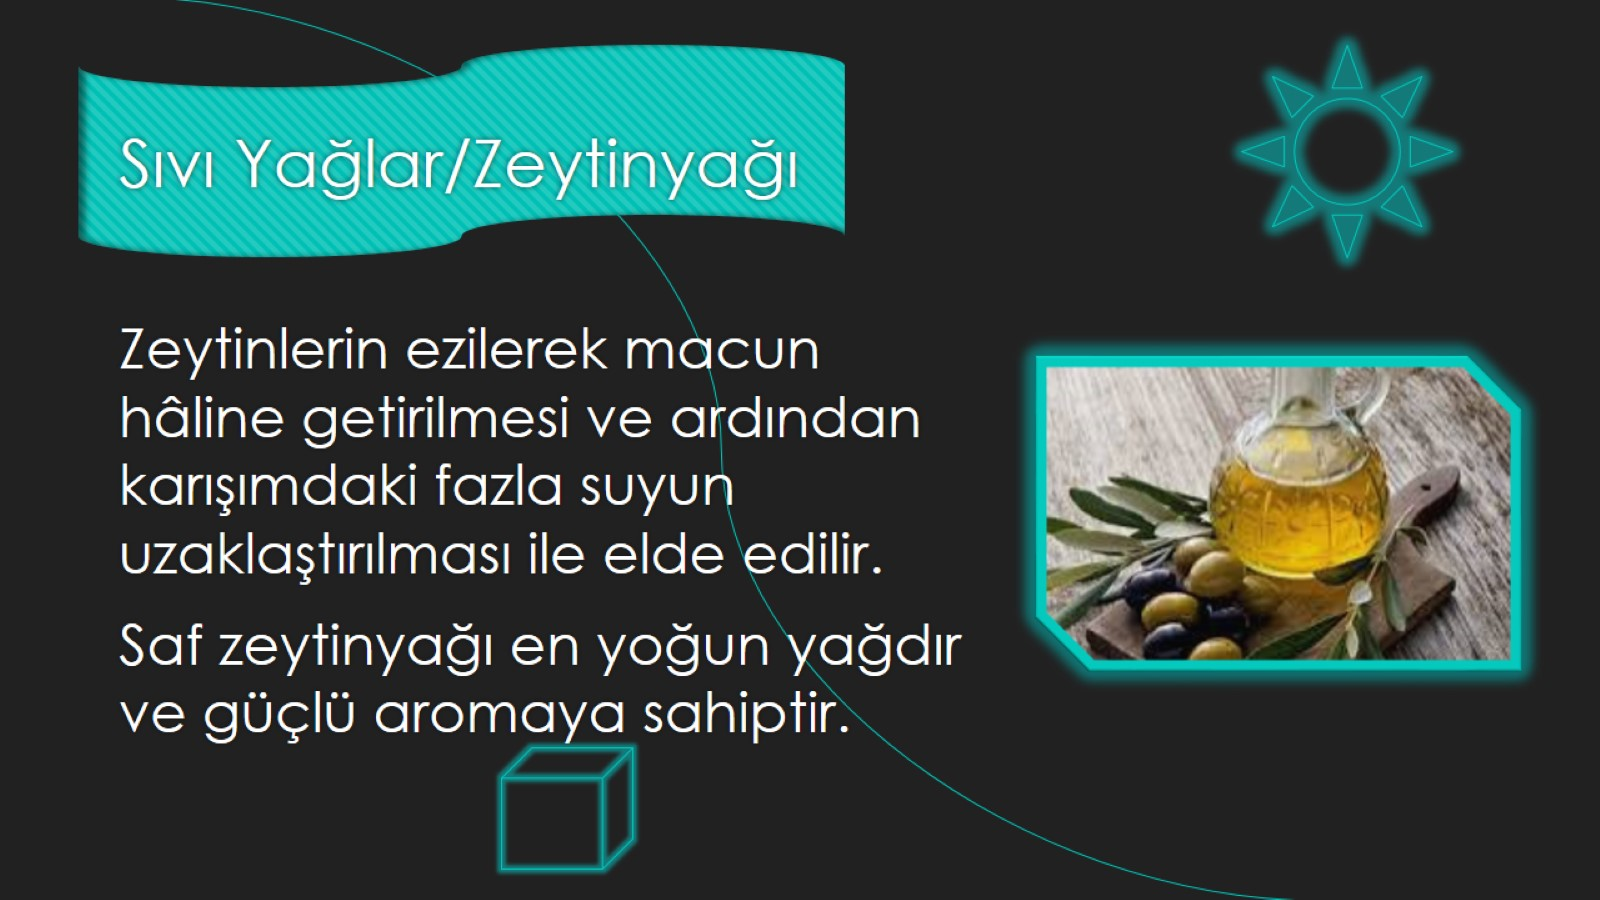 Sıvı Yağlar/Zeytinyağı
Zeytinlerin ezilerek macun
hâline getirilmesi ve ardından
karışımdaki fazla suyun
uzaklaştırılması ile elde edilir.
Saf zeytinyağı en yoğun yağdır
ve güçlü aromaya sahiptir.